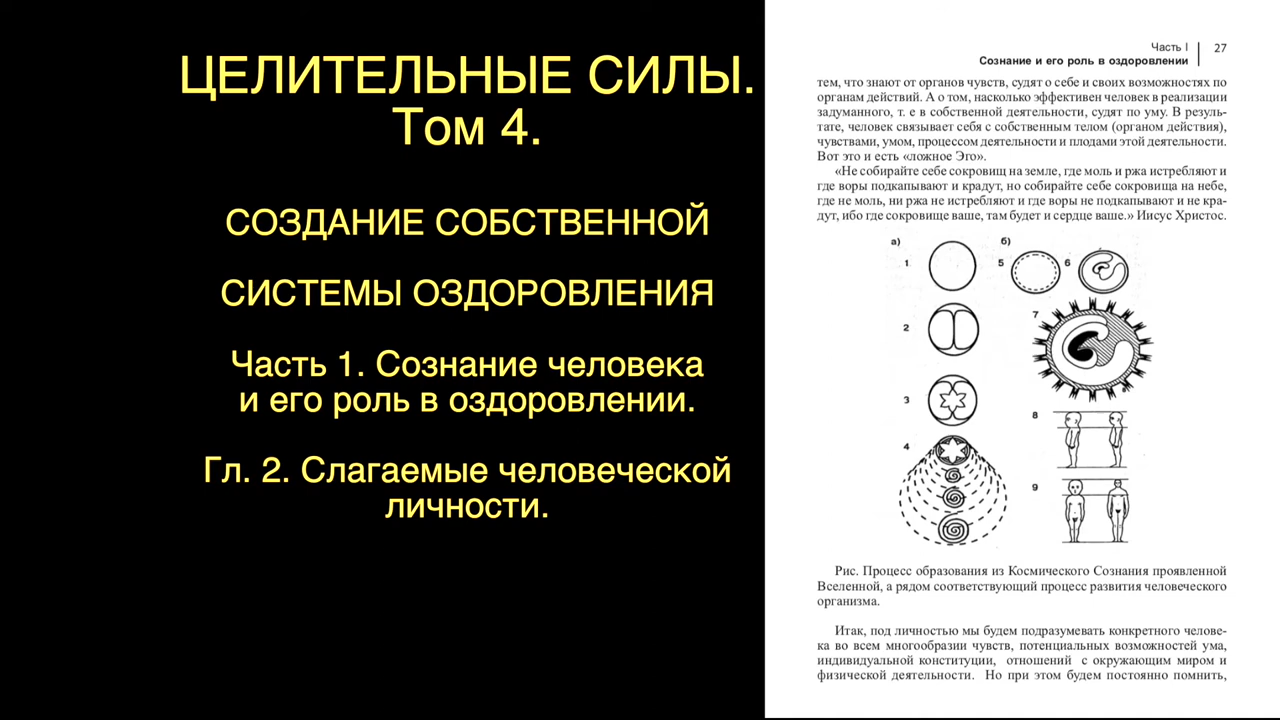 ЦЕЛИТЕЛЬНЫЕ СИЛЫ.
Том 4.
СОЗДАНИЕ СОБСТВЕННОЙ
СИСТЕМЫ ОЗДОРОВЛЕНИЯ
Часть 1. Сознание человека
и его роль в оздоровлении.
Гл. 2. Слагаемые человеческой
личности.
Часть I
27
Сознание и его роль в оздоровлении
тем, что знают от органов чувств, судят о себе и своих возможностях по
органам действий. А о том, насколько эффективен человек в реализации
задуманного, т. е в собственной деятельности, судят по уму. В резуль-
тате, человек связывает себя с собственным телом (органом действия),
чувствами, умом, процессом деятельности и плодами этой деятельности.
Вот это и есть «ложное Эго».
«Не собирайте себе сокровищ на земле, где моль и ржа истребляют и
где воры подкапывают и крадут, но собирайте себе сокровища на небе,
где не моль, ни ржа не истребляют и где воры не подкапывают и не кра-
дут, ибо где сокровище ваше, там будет и сердце ваше.» Иисус Христос.
а)
б)
1
5
6
2
7
3
8
4
9
Рис. Процесс образования из Космического Сознания проявленной
Вселенной, а рядом соответствующий процесс развития человеческого
организма.
Итак, под личностью мы будем подразумевать конкретного челове-
ка во всем многообразии чувств, потенциальных возможностей ума,
индивидуальной конституции, отношений с окружающим миром и
физической деятельности. Но при этом будем постоянно помнить,